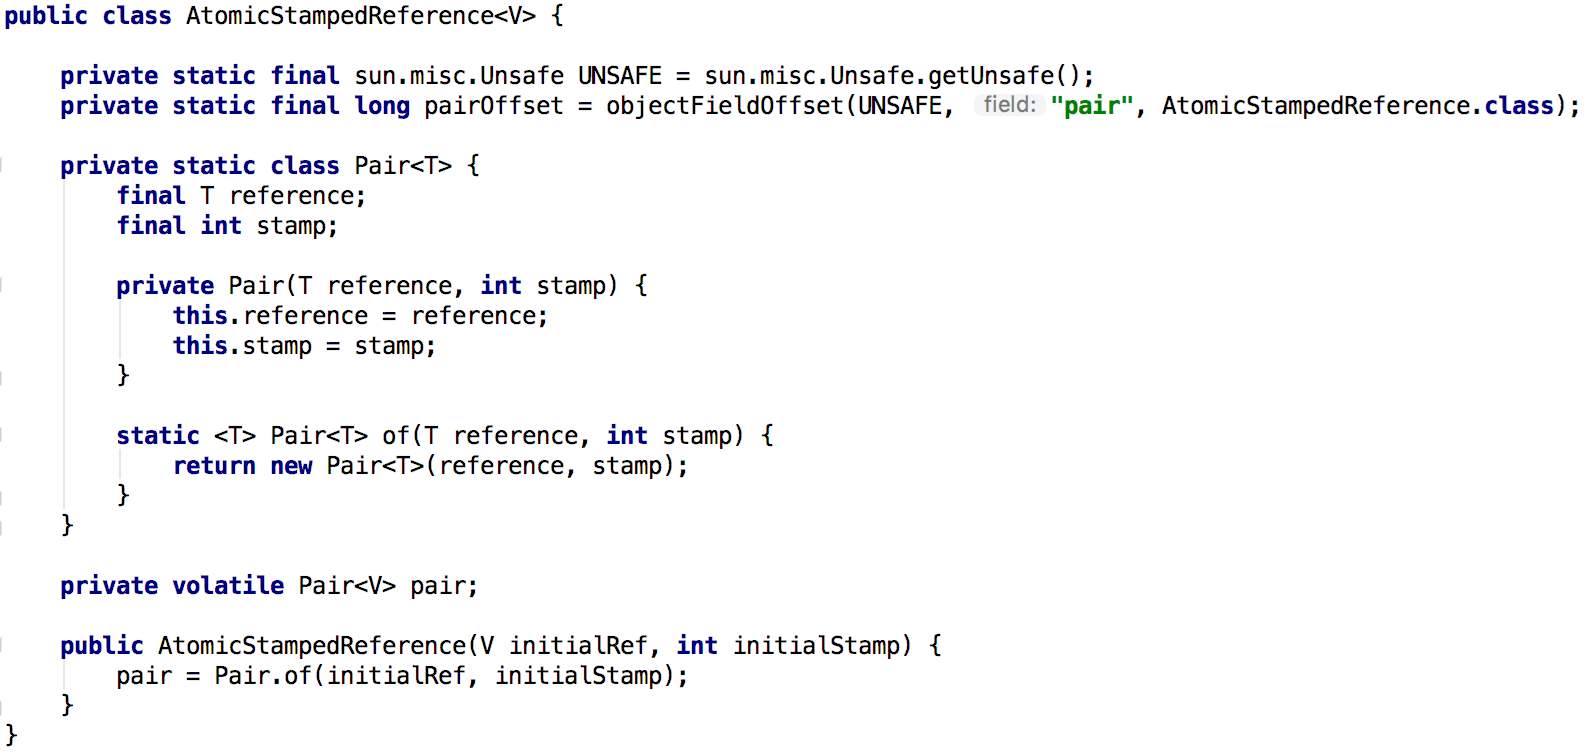 public class AtomicStampedReference<V> {
    private static final sun.misc.Unsafe UNSAFE = sun.misc.Unsafe.getUnsafe();
    private static final long pairOffset = objectFieldOffset(UNSAFE, field: "pair", AtomicStampedReference.class);
    private static class Pair<T> {
        final T reference;
        final int stamp;
        private Pair(T reference, int stamp) {
            this.reference = reference;
            this.stamp = stamp;
        }
        static <T> Pair<T> of(T reference, int stamp) {
            return new Pair<T>(reference, stamp);
        }
    }
    private volatile Pair<V> pair;
    public AtomicStampedReference(V initialRef, int initialStamp) {
        pair = Pair.of(initialRef, initialStamp);
    }
}